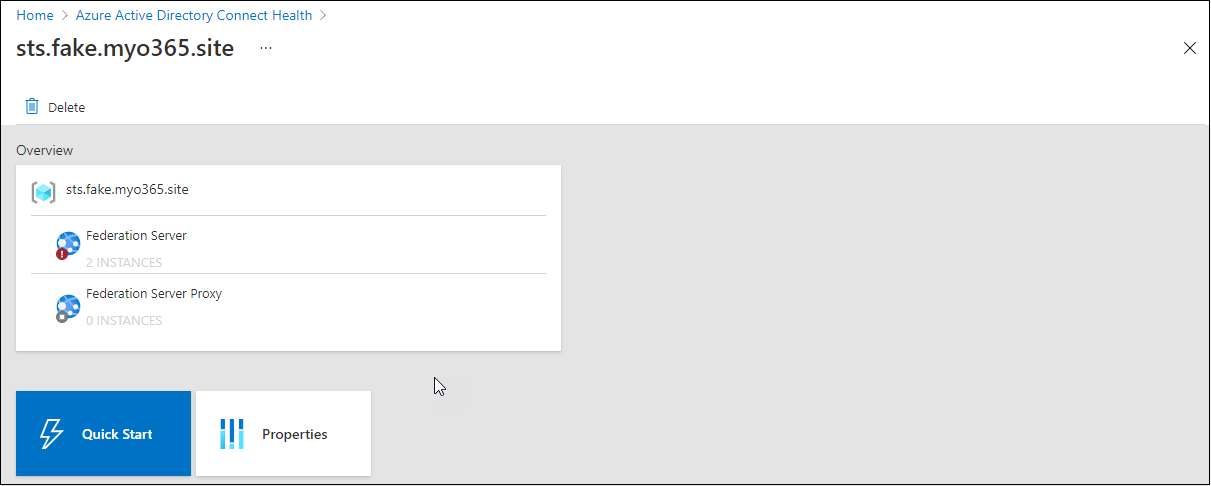 Home > Azure Active Directory Connect Health >
sts.fake.myo365.site ...
Delete
Overview
sts.fake.myo365.site
Federation Server
2 INSTANCES
Federation Server Proxy
0 INSTANCES
Quick Start
Properties